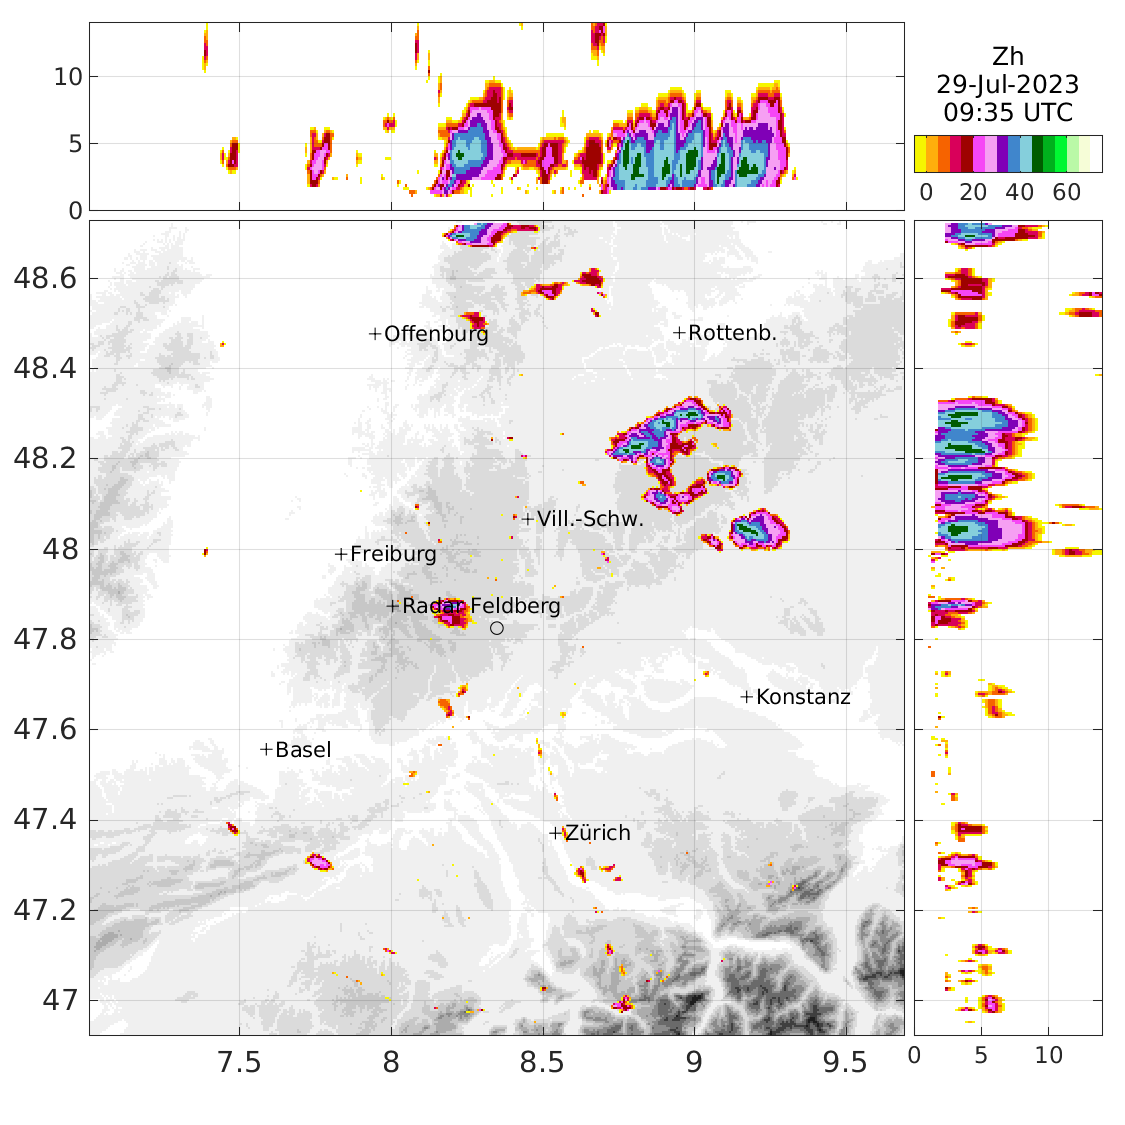 10
5
0
Zh
29-Jul-2023
09:35 UTC
0 20 40 60
48.6
48.4
48.2
48
47.8
47.6
47.4
47.2
47
+Offenburg
+Rottenb.
+Vill.-Schw.
+Freiburg
+Radar Feldberg
+Konstanz
+Basel
+Zürich
7.5 8 8.5 9 9.5
0 5 10